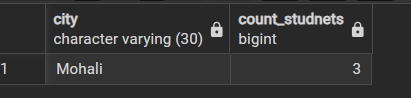 city
character varying (30)
count_studnets
bigint
1
Mohali
3